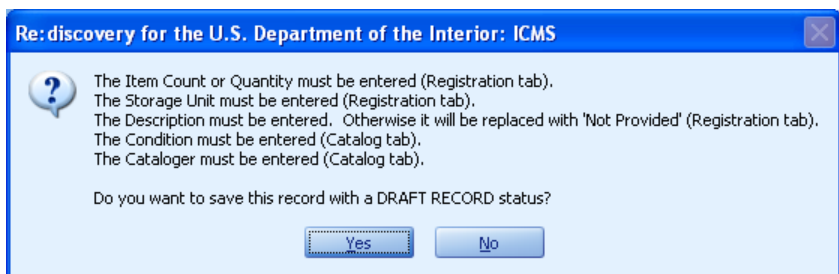 Re:discovery for the U.S. Department of the Interior: ICMS
The Item Count or Quantity must be entered (Registration tab).
The Storage Unit must be entered (Registration tab).
The Description must be entered.  Otherwise it will be replaced with 'Not Provided' (Registration tab).
The Condition must be entered (Catalog tab).
The Cataloger must be entered (Catalog tab).
Do you want to save this record with a DRAFT RECORD status?
Yes
No